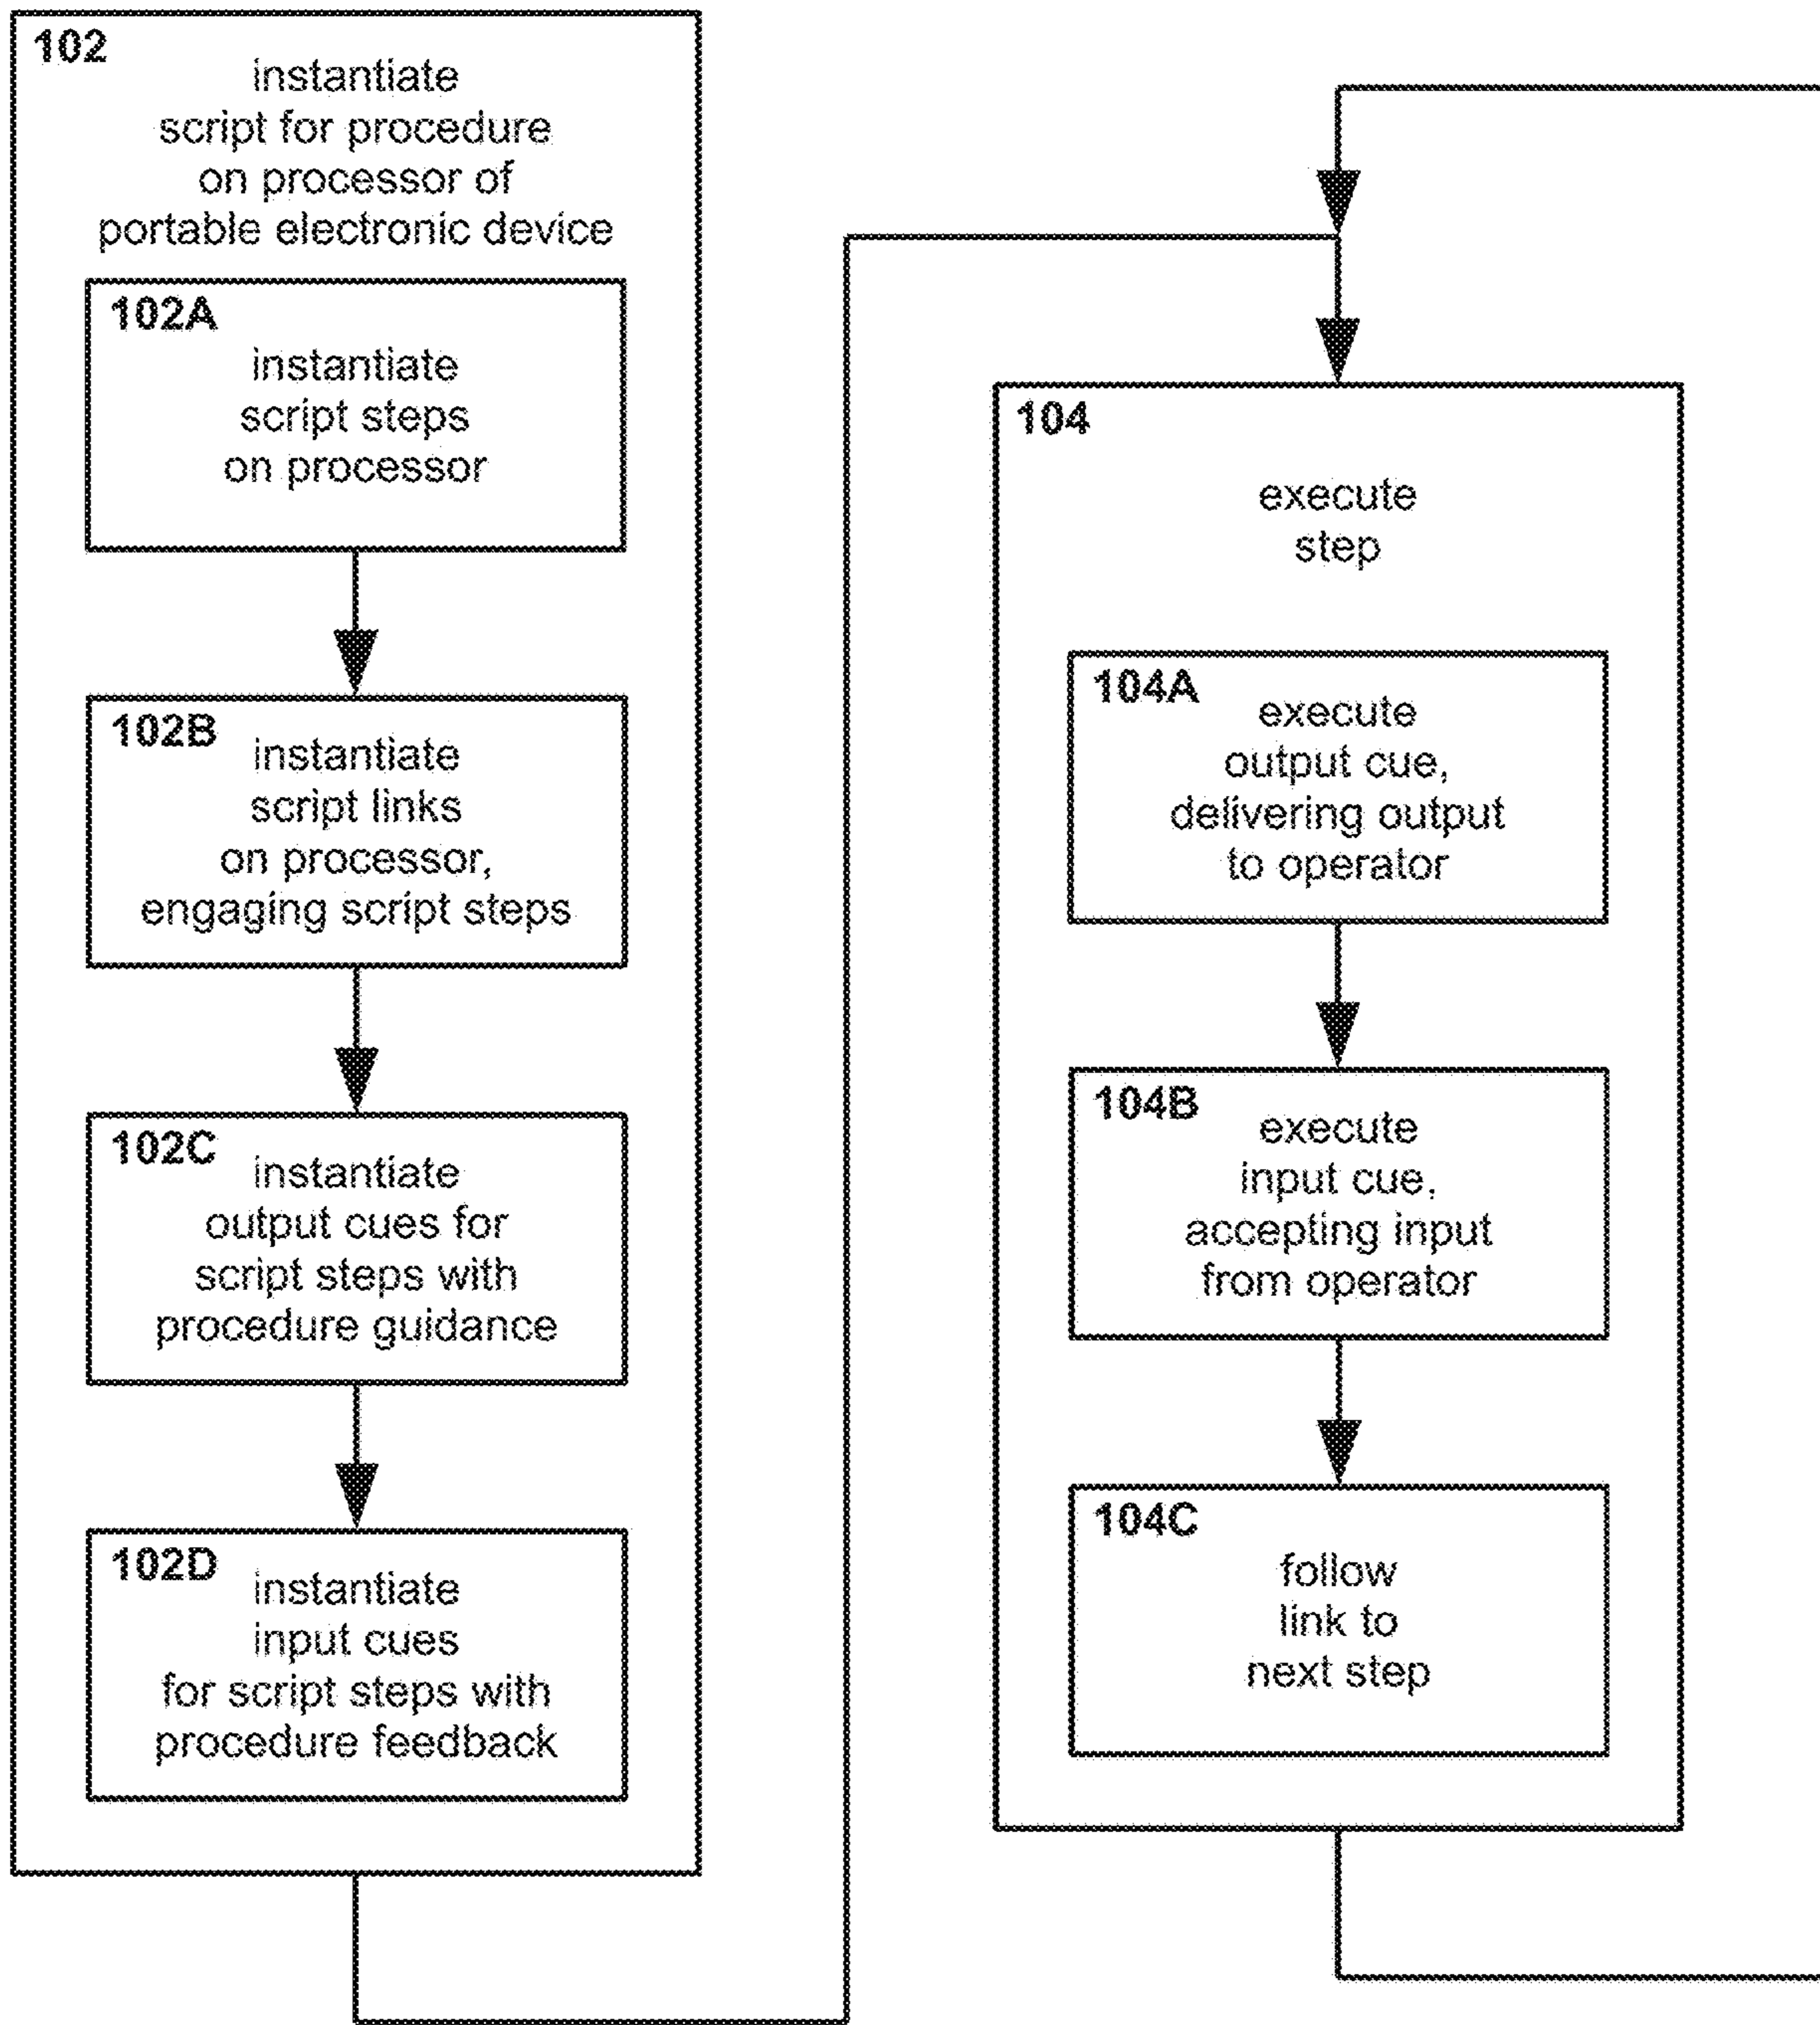 102
instantiate
script for procedure
on processor of
portable electronic device
102A
instantiate
script steps
on processor
102B
instantiate
script links
on processor,
engaging script steps
102C
instantiate
output cues for
script steps with
procedure guidance
102D
instantiate
input cues
for script steps with
procedure feedback
104
execute
step
104A
execute
output cue,
delivering output
to operator
104B
execute
input cue,
accepting input
from operator
104C
follow
link to
next step